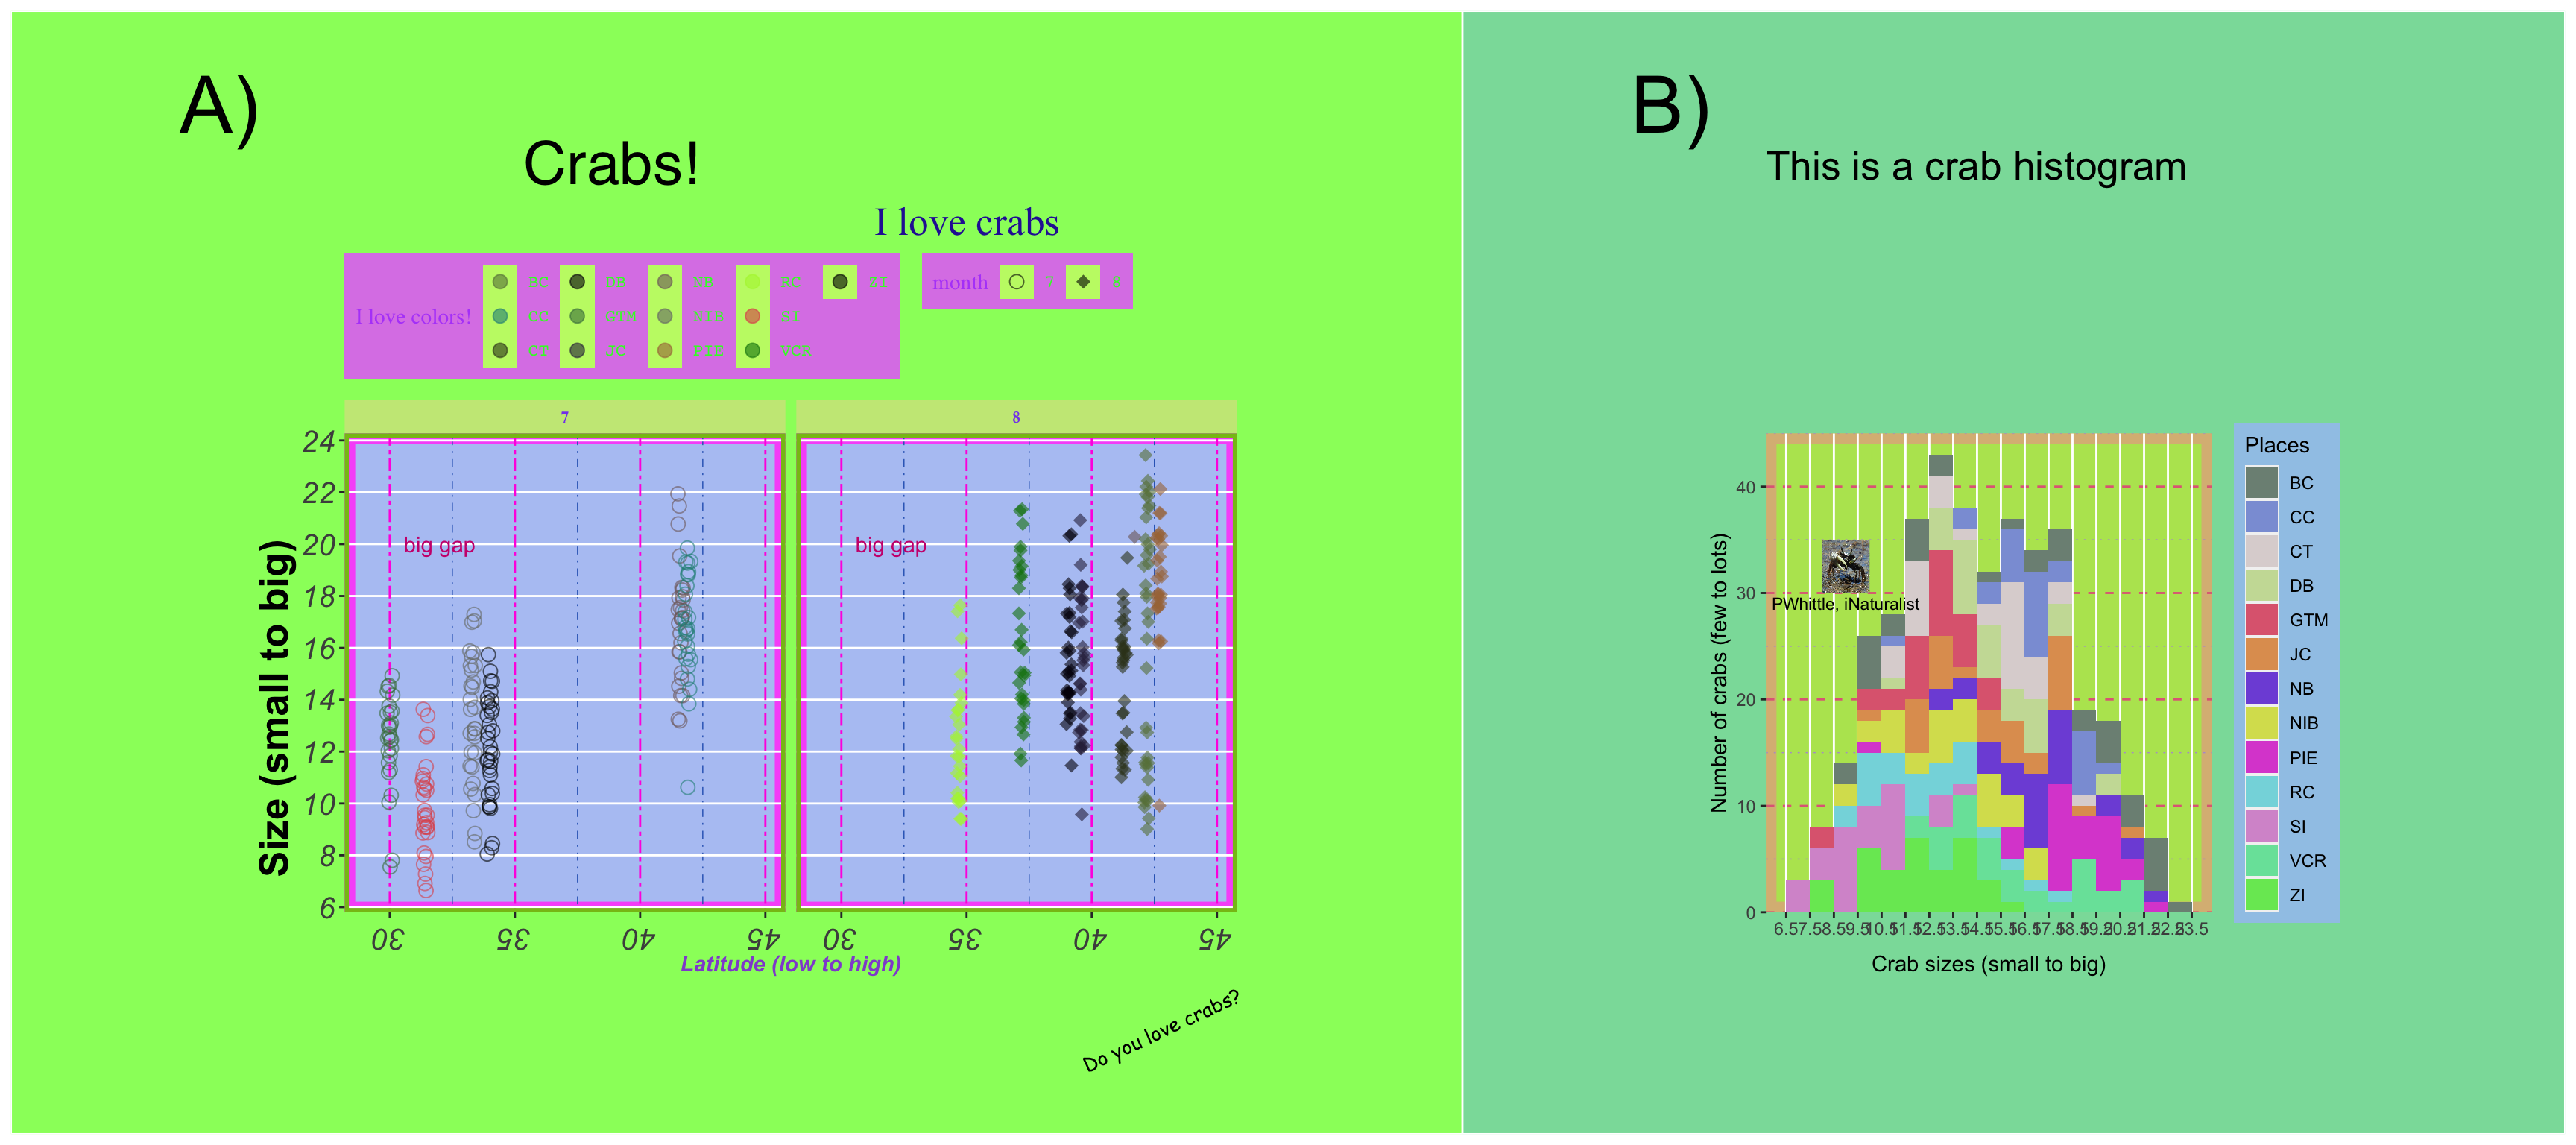 A)
Crabs!
I love crabs
I love colors!
BC DB NB RC ZI
CC GTM NIB SI
CT JC PIE VCR
month 7 8
7 8
24
22
20
18
16
14
12
10
8
6
Size (small to big)
big gap big gap
30 35 40 45 30 35 40 45
Latitude (low to high)
Do you love crabs?
B)
This is a crab histogram
Number of crabs (few to lots)
40
30
20
10
0
PWhittle, iNaturalist
6.5 7.5 8.5 9.5 10.5 11.5 12.5 13.5 14.5 15.5 16.5 17.5 18.5 19.5 20.5 21.5 22.5 23.5
Crab sizes (small to big)
Places
BC
CC
CT
DB
GTM
JC
NB
NIB
PIE
RC
SI
VCR
ZI